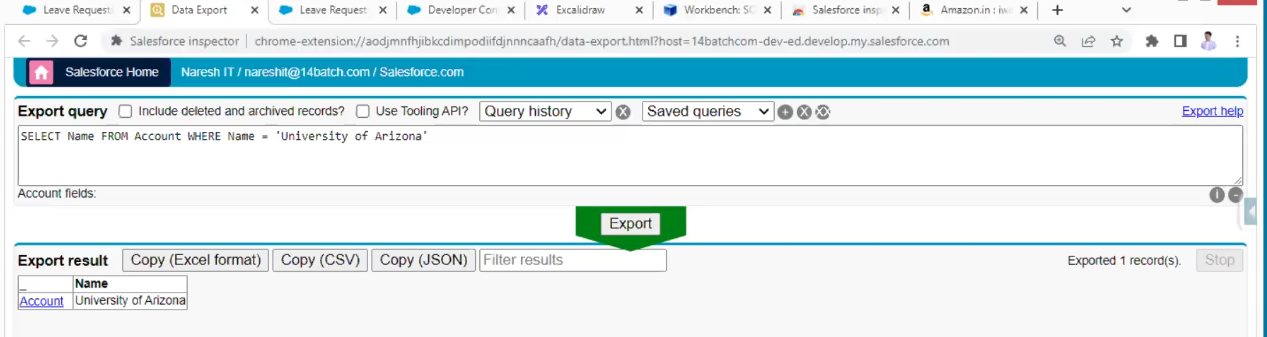 Leave Request Data Export Leave Request Developer Con Excalidraw Workbench: SO Salesforce insp Amazon.in : iwa
Salesforce inspector chrome-extension://aodjmnfhjibkcdimpodiifdjnnncaafh/data-export.html?host=14batchcom-dev-ed.develop.my.salesforce.com
Salesforce Home Naresh IT / nareshit@14batch.com / Salesforce.com
Export query Include deleted and archived records? Use Tooling API? Query history Saved queries Export help
SELECT Name FROM Account WHERE Name = 'University of Arizona'
Account fields:
Export
Export result Copy (Excel format) Copy (CSV) Copy (JSON) Filter results Exported 1 record(s). Stop
_ Name
Account University of Arizona